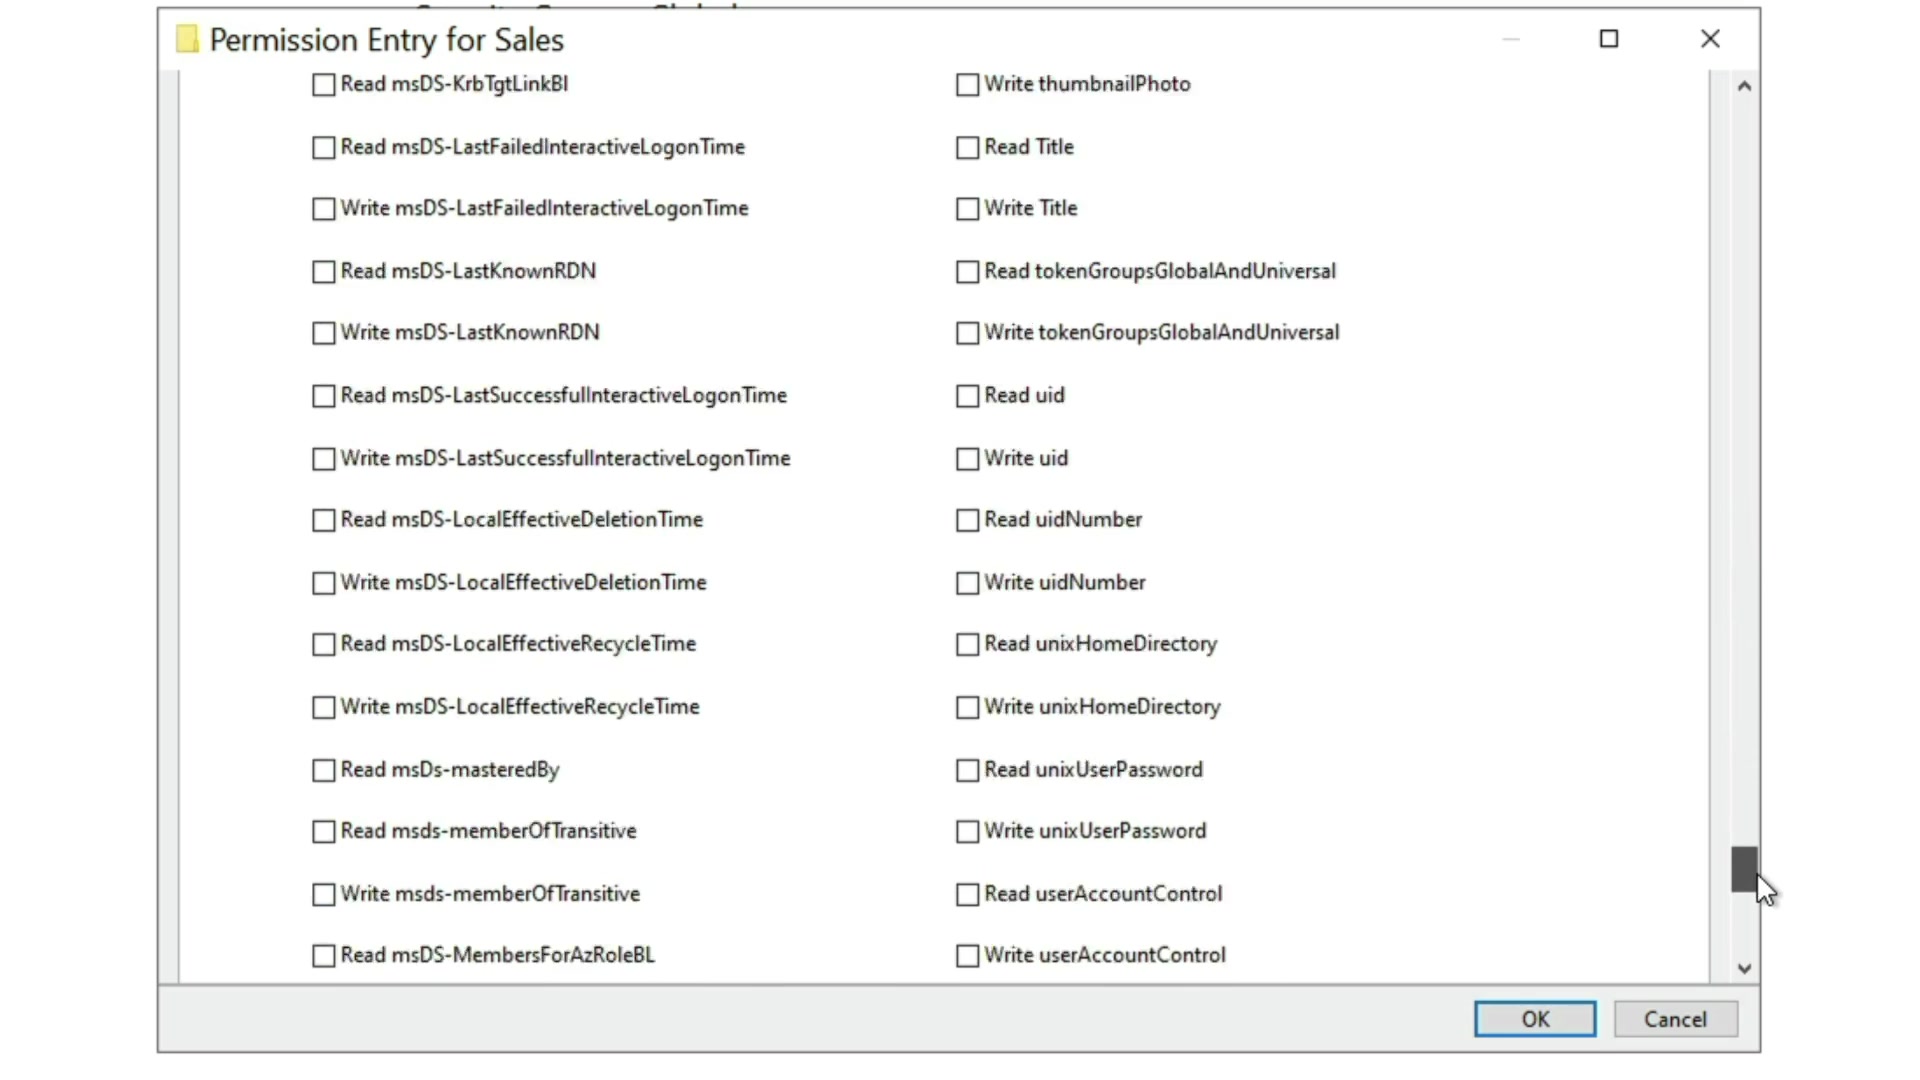 Permission Entry for Sales
Read msDS-KrbTgtLinkBl
Write thumbnailPhoto
Read msDS-LastFailedInteractiveLogonTime
Read Title
Write msDS-LastFailedInteractiveLogonTime
Write Title
Read msDS-LastKnownRDN
Read tokenGroupsGlobalAndUniversal
Write msDS-LastKnownRDN
Write tokenGroupsGlobalAndUniversal
Read msDS-LastSuccessfulInteractiveLogonTime
Read uid
Write msDS-LastSuccessfulInteractiveLogonTime
Write uid
Read msDS-LocalEffectiveDeletionTime
Read uidNumber
Write msDS-LocalEffectiveDeletionTime
Write uidNumber
Read msDS-LocalEffectiveRecycleTime
Read unixHomeDirectory
Write msDS-LocalEffectiveRecycleTime
Write unixHomeDirectory
Read msDs-masteredBy
Read unixUserPassword
Read msds-memberOfTransitive
Write unixUserPassword
Write msds-memberOfTransitive
Read userAccountControl
Read msDS-MembersForAzRoleBL
Write userAccountControl
OK
Cancel